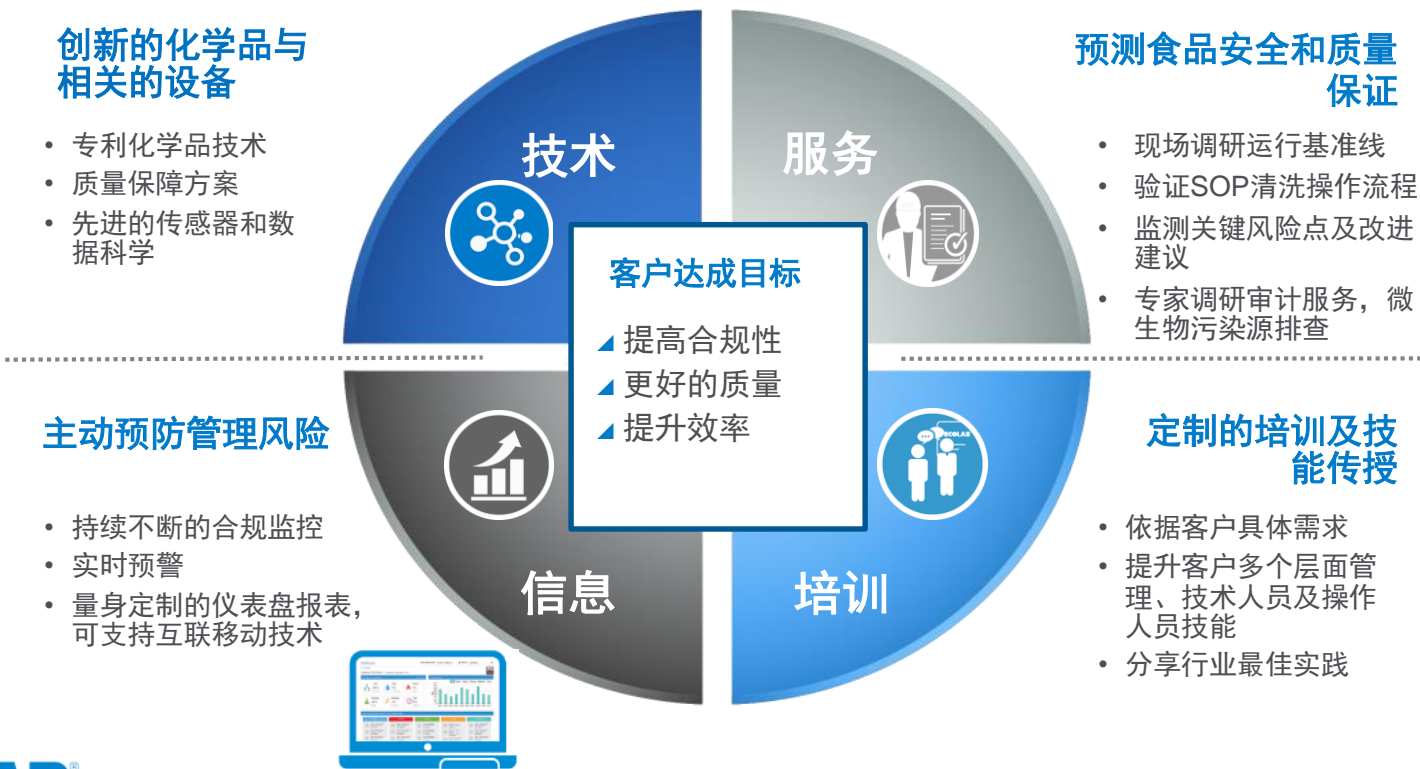 创新的化学品与
相关的设备
• 专利化学品技术
• 质量保障方案
• 先进的传感器和数
据科学
技术
服务
预测食品安全和质量
保证
• 现场调研运行基准线
• 验证SOP清洗操作流程
• 监测关键风险点及改进
建议
• 专家调研审计服务，微
生物污染源排查
客户达成目标
提高合规性
更好的质量
提升效率
主动预防管理风险
• 持续不断的合规监控
• 实时预警
• 量身定制的仪表盘报表，
可支持互联移动技术
信息
培训
ECOLAB
定制的培训及技
能传授
• 依据客户具体需求
• 提升客户多个层面管
理、技术人员及操作
人员技能
• 分享行业最佳实践